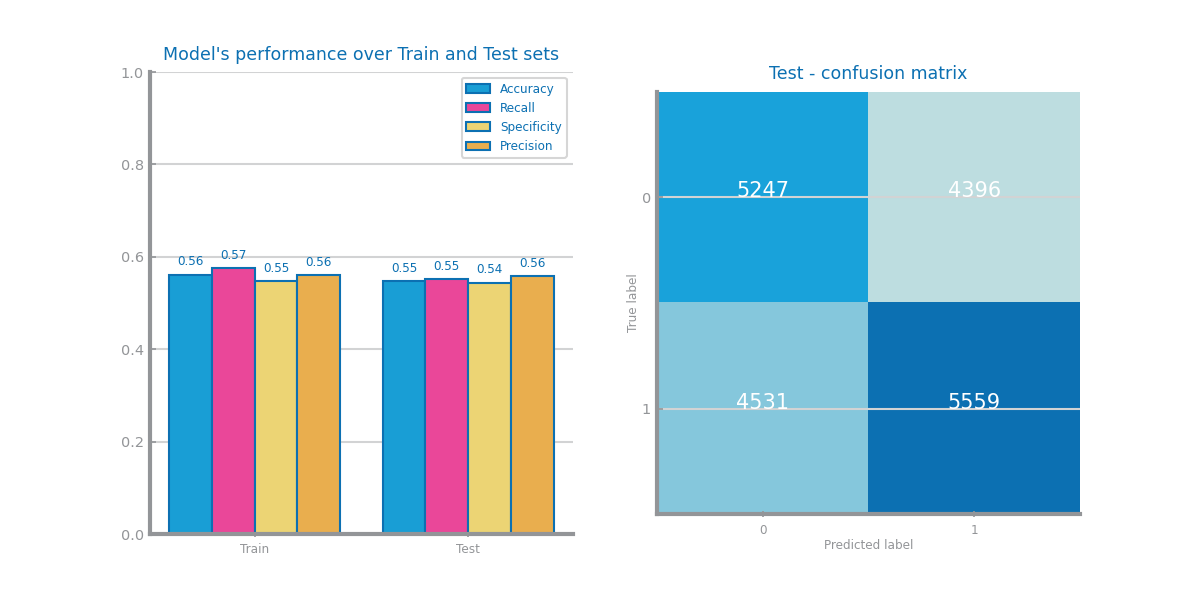 Model's performance over Train and Test sets
1.0
0.8
0.6
0.4
0.2
0.0
Accuracy
Recall
Specificity
Precision
0.56
0.57
0.55
0.56
0.55
0.55
0.54
0.56
Train
Test
Test - confusion matrix
True label
0
1
5247
4396
4531
5559
0
1
Predicted label